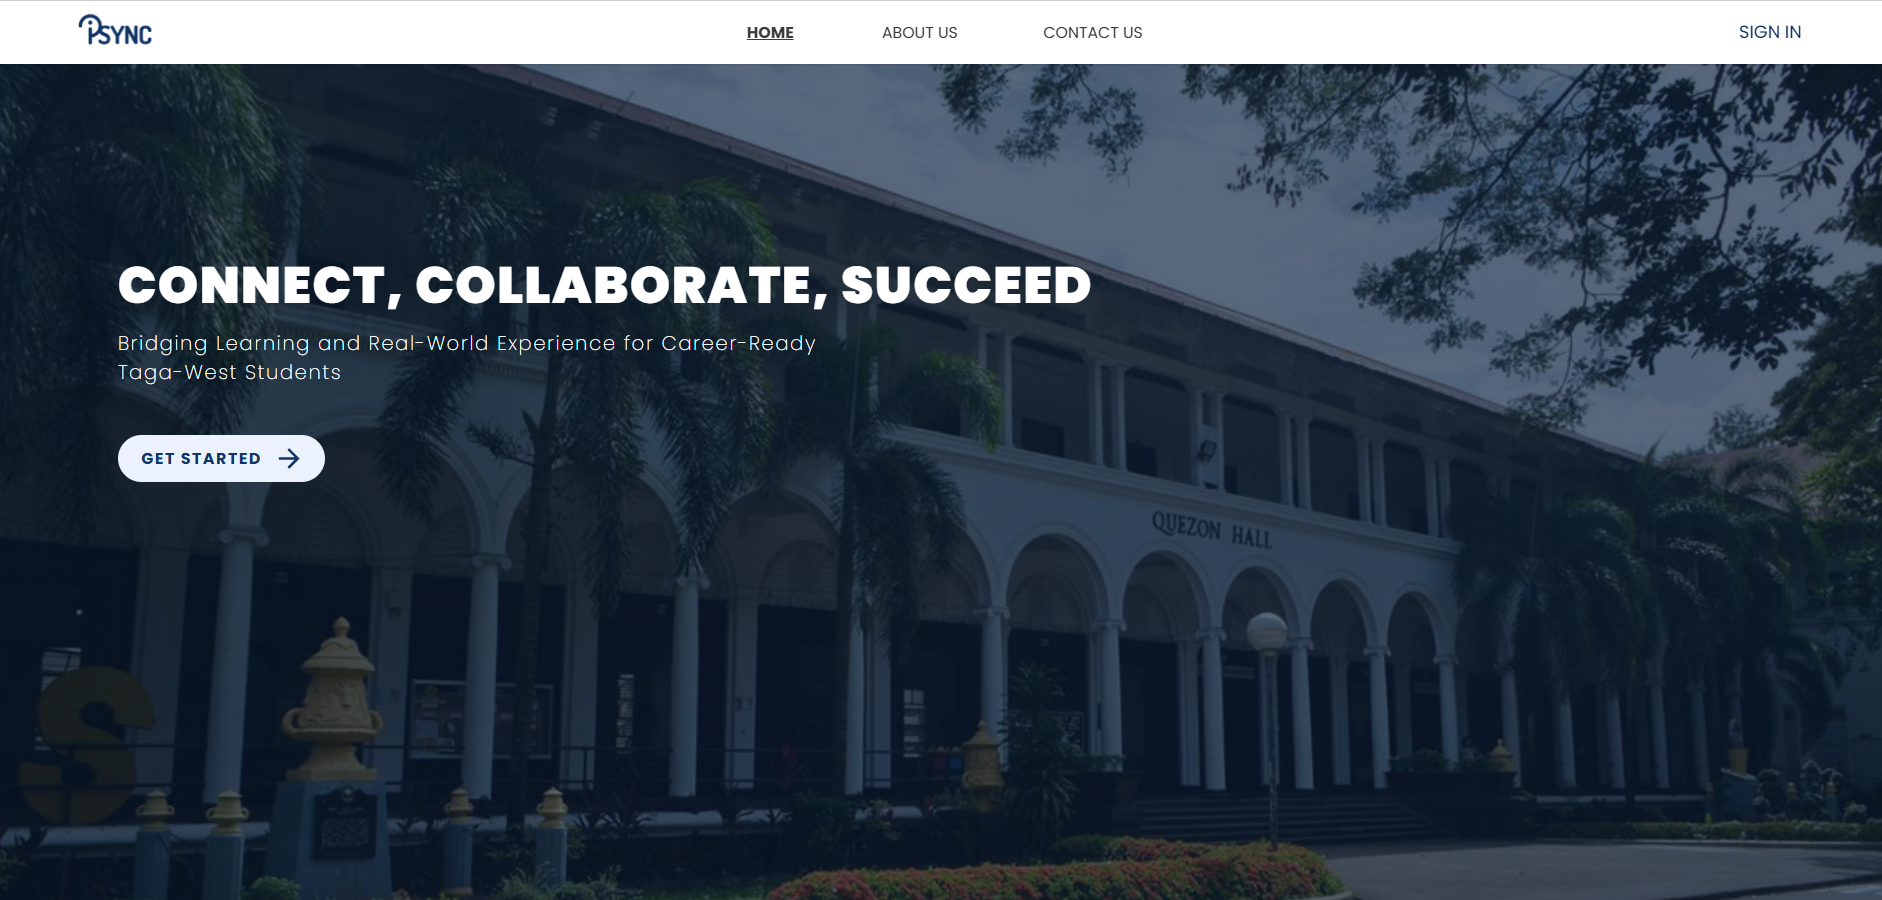 iPSYNC
HOME
ABOUT US
CONTACT US
SIGN IN
CONNECT, COLLABORATE, SUCCEED
Bridging Learning and Real-World Experience for Career-Ready
Taga-West Students
GET STARTED
QUEZON HALL
S